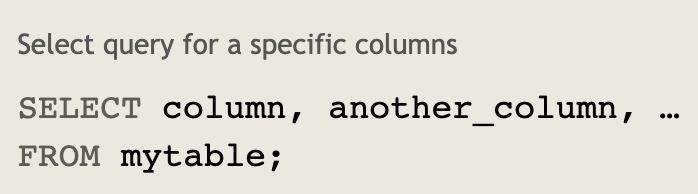 Select query for a specific columns
SELECT column, another_column, …
FROM mytable;